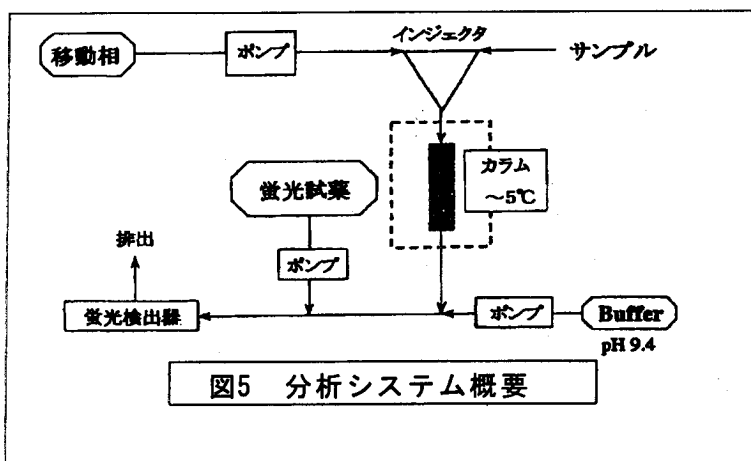 移動相
ポンプ
インジェクタ
サンプル
カラム
～5℃
蛍光試薬
ポンプ
排出
蛍光検出器
ポンプ
Buffer
pH 9.4
図5 分析システム概要